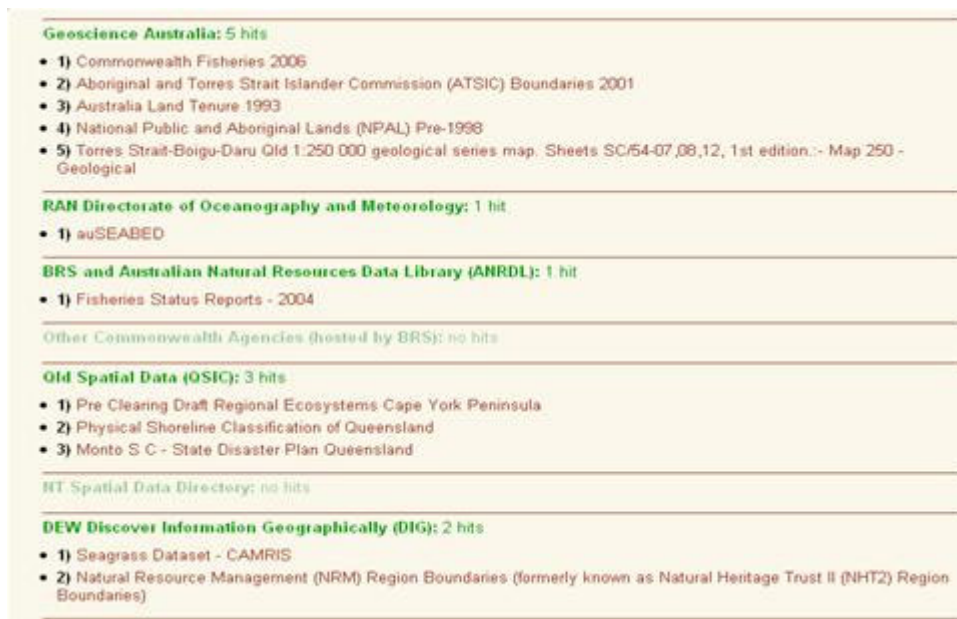 Geoscience Australia: 5 hits
• 1) Commonwealth Fisheries 2006
• 2) Aboriginal and Torres Strait Islander Commission (ATSIC) Boundaries 2001
• 3) Australia Land Tenure 1993
• 4) National Public and Aboriginal Lands (NPAL) Pre-1998
• 5) Torres Strait-Boigu-Daru Qld 1:250 000 geological series map. Sheets SC/54-07,08,12, 1st edition.:- Map 250 -
Geological
RAN Directorate of Oceanography and Meteorology: 1 hit
• 1) auSEABED
BRS and Australian Natural Resources Data Library (ANRDL): 1 hit
• 1) Fisheries Status Reports - 2004
Other Commonwealth Agencies (hosted by BRS): no hits
Qld Spatial Data (QSIC): 3 hits
• 1) Pre Clearing Draft Regional Ecosystems Cape York Peninsula
• 2) Physical Shoreline Classification of Queensland
• 3) Monto S C - State Disaster Plan Queensland
NT Spatial Data Directory: no hits
DEW Discover Information Geographically (DIG): 2 hits
• 1) Seagrass Dataset - CAMRIS
• 2) Natural Resource Management (NRM) Region Boundaries (formerly known as Natural Heritage Trust II (NHT2) Region
Boundaries)